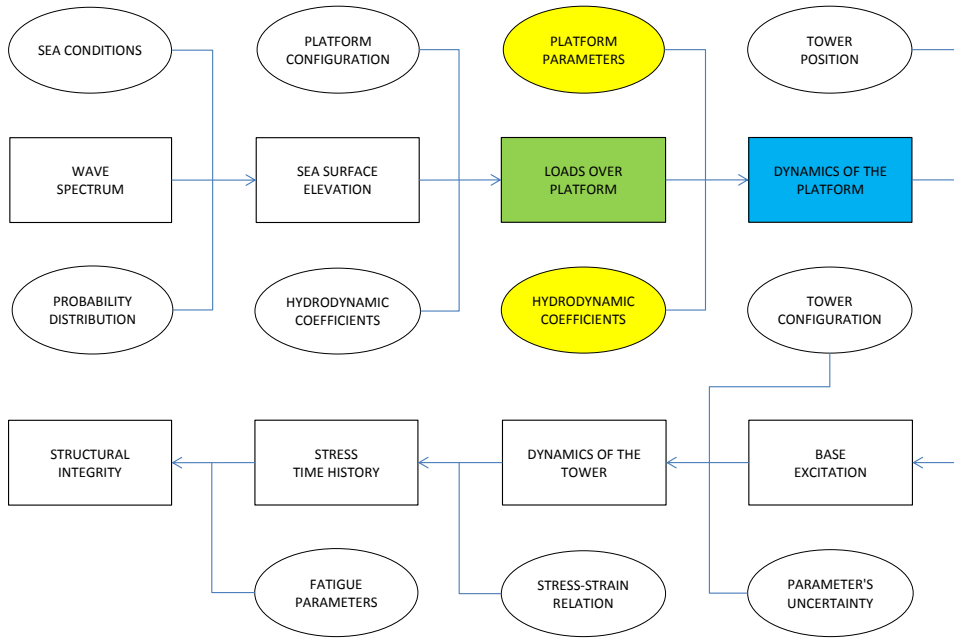 SEA CONDITIONS
PLATFORM
CONFIGURATION
PLATFORM
PARAMETERS
TOWER
POSITION
WAVE
SPECTRUM
SEA SURFACE
ELEVATION
LOADS OVER
PLATFORM
DYNAMICS OF THE
PLATFORM
PROBABILITY
DISTRIBUTION
HYDRODYNAMIC
COEFFICIENTS
HYDRODYNAMIC
COEFFICIENTS
TOWER
CONFIGURATION
STRUCTURAL
INTEGRITY
STRESS
TIME HISTORY
DYNAMICS OF THE
TOWER
BASE
EXCITATION
FATIGUE
PARAMETERS
STRESS-STRAIN
RELATION
PARAMETER'S
UNCERTAINTY